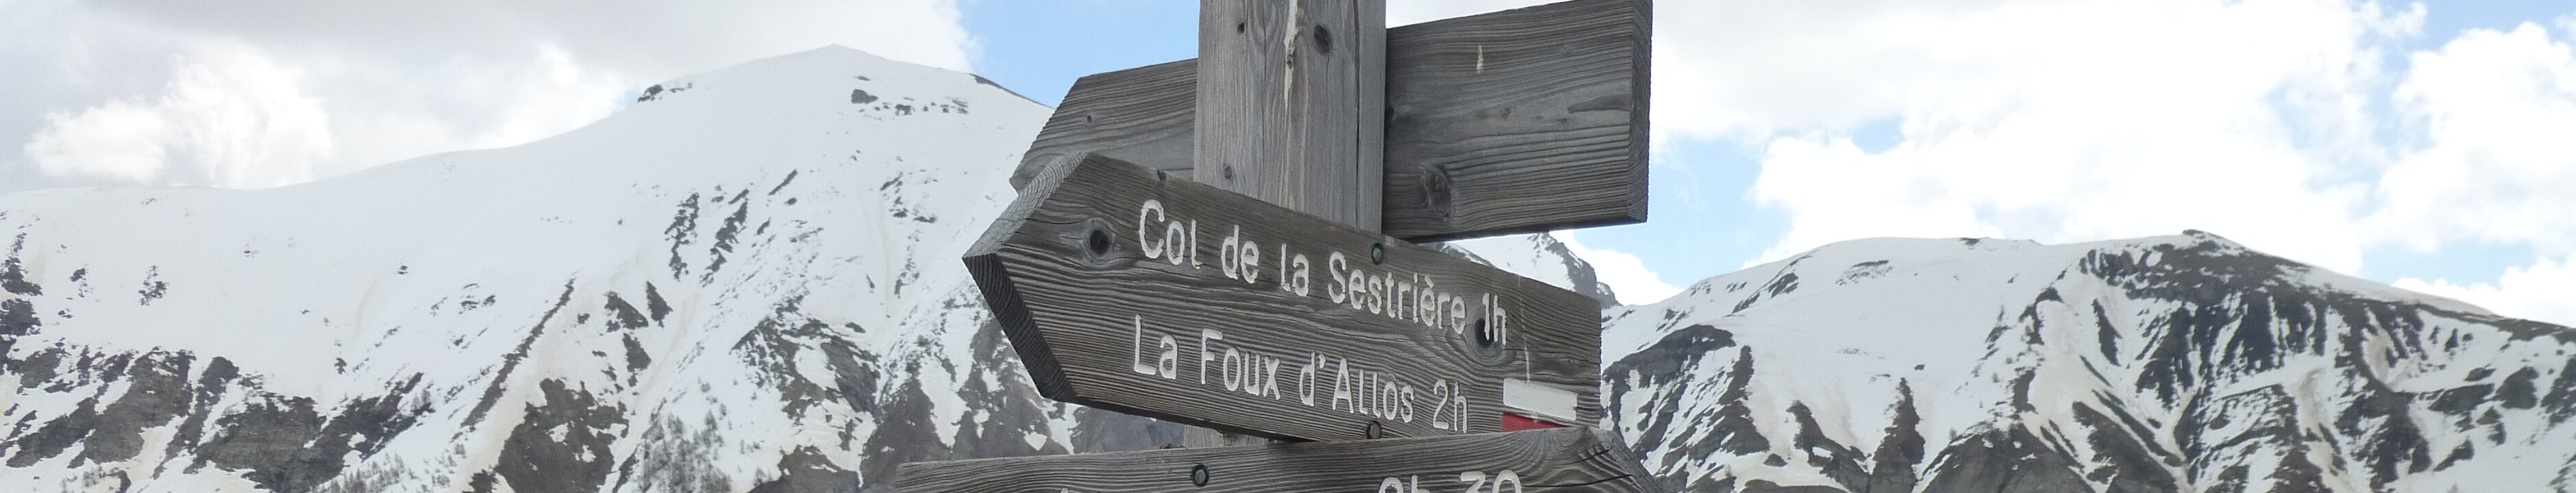 Col de la Sestrière 1h
La Foux d'Allos 2h